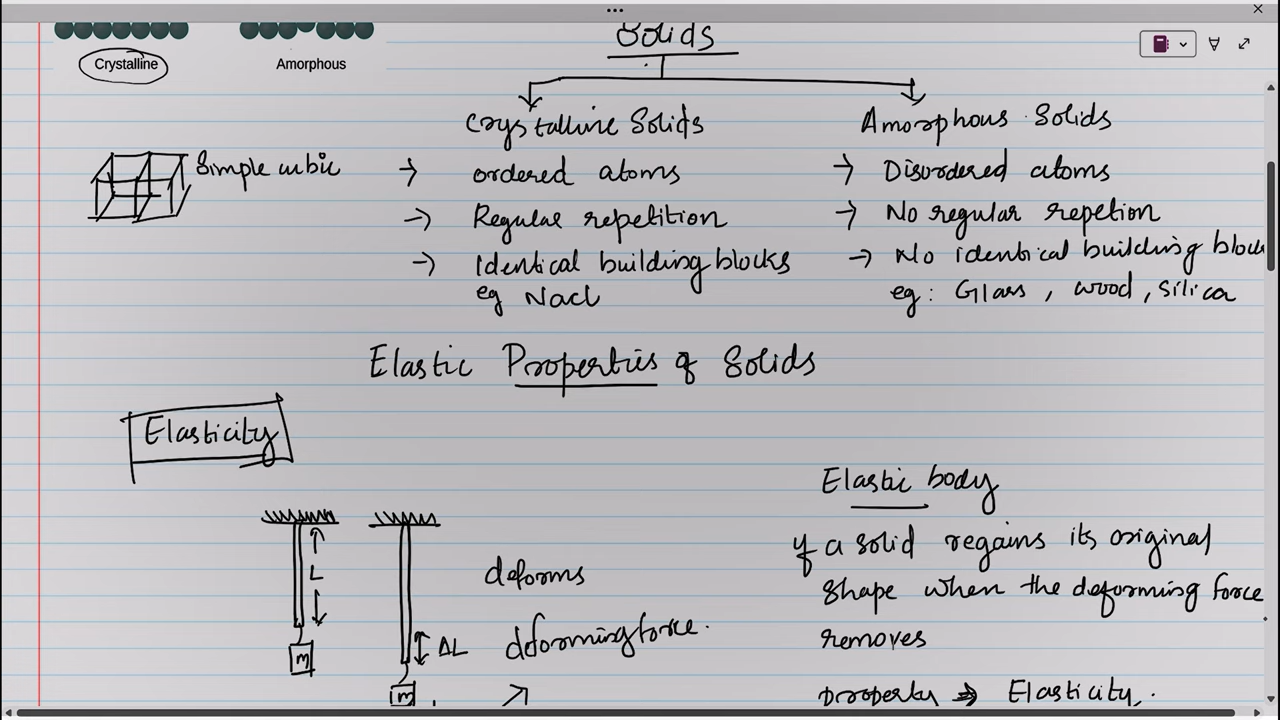 Solids
Crystalline
Amorphous
Crystalline Solids
Amorphous Solids
Simple cubic
→ ordered atoms
→ Disordered atoms
→ Regular repetition
→ No regular repetion
→ Identical building blocks
→ No identical building block
eg Nacl
eg: Glass, wood, silica
Elastic Properties of Solids
Elasticity
L
m
ΔL
m
deforms
deforming force.
Elastic body
If a solid regains its original
shape when the deforming force
removes
property → Elasticity.